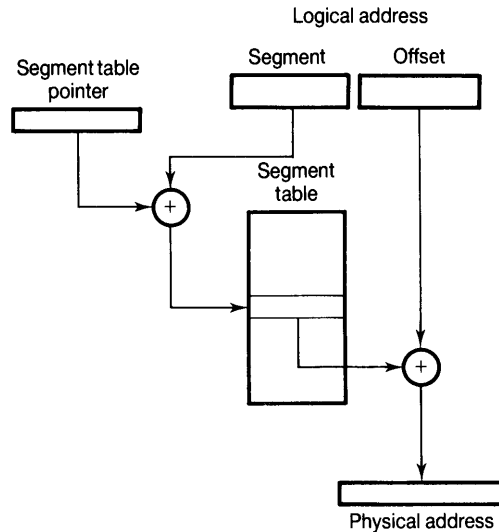 Logical address
Segment
Offset
Segment table
pointer
Segment
table
+
+
Physical address